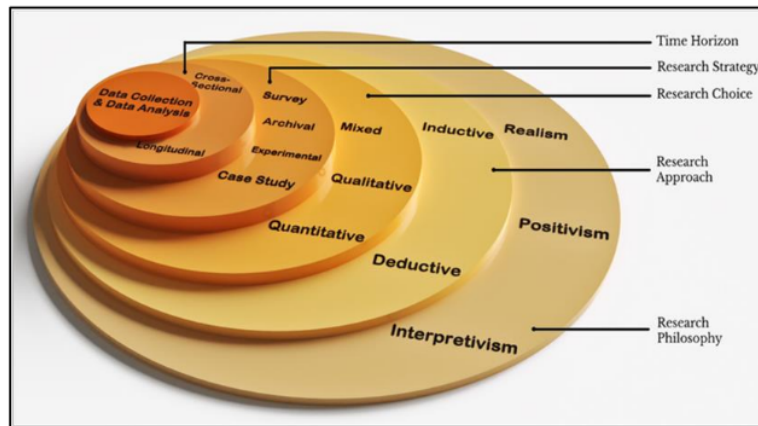 Time Horizon
Research Strategy
Research Choice
Research
Approach
Research
Philosophy
Cross-
Sectional
Data Collection
& Data Analysis
Longitudinal
Survey
Archival
Experimental
Case Study
Mixed
Qualitative
Quantitative
Inductive
Deductive
Realism
Positivism
Interpretivism